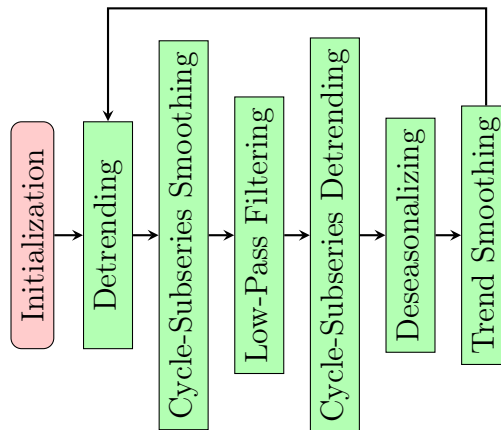 Initialization
Detrending
Cycle-Subseries Smoothing
Low-Pass Filtering
Cycle-Subseries Detrending
Deseasonalizing
Trend Smoothing